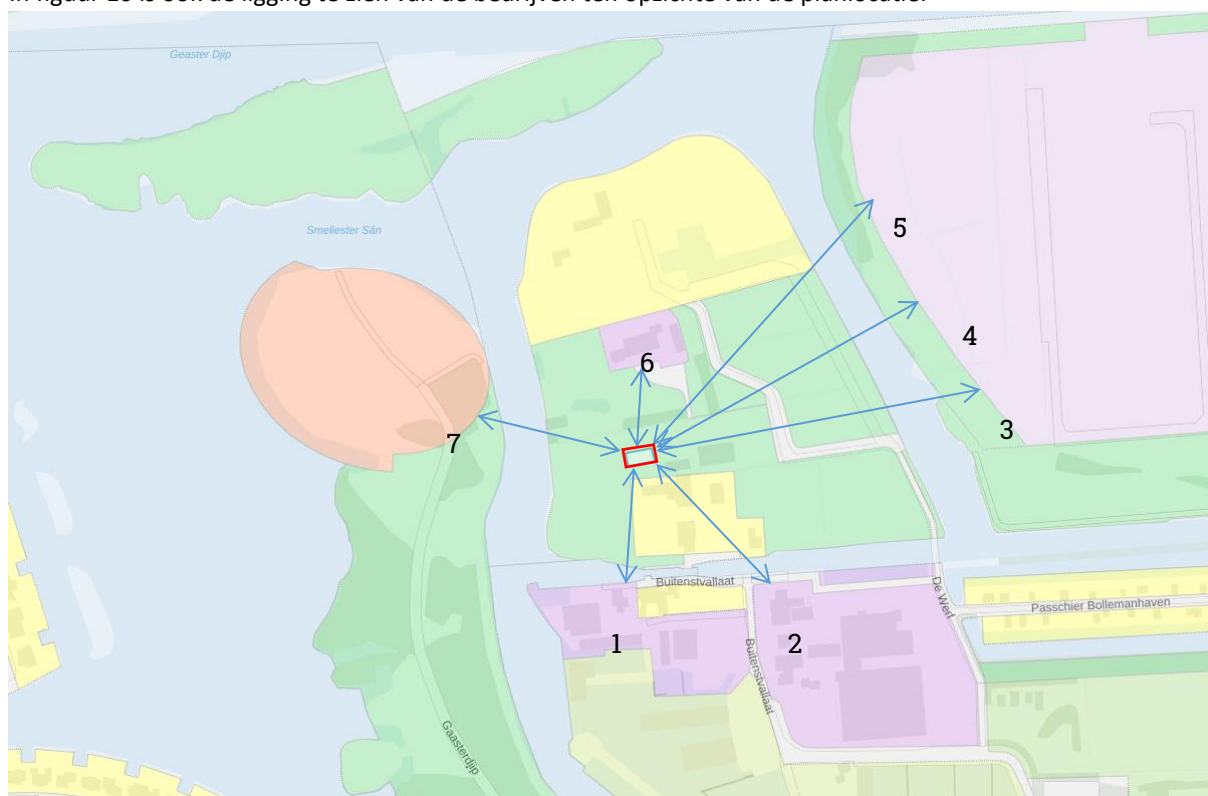 In figuur 10 is ook de ligging te zien van de bedrijven ten opzichte van de planlocatie.
Geaster Djip
Smeliester Sân
5
4
6
3
7
Buitenstvallaat
De Werf
Passchier Bollemanhaven
1
2
Buitenstvallaat
Gaasterdjip